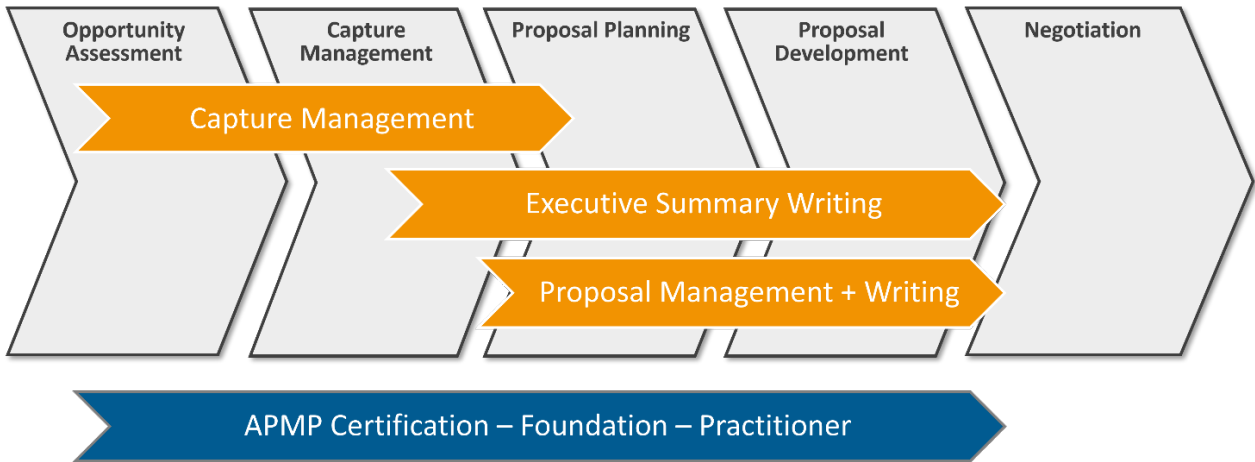 Opportunity
Assessment
Capture
Management
Proposal Planning
Proposal
Development
Negotiation
Capture Management
Executive Summary Writing
Proposal Management + Writing
APMP Certification – Foundation – Practitioner